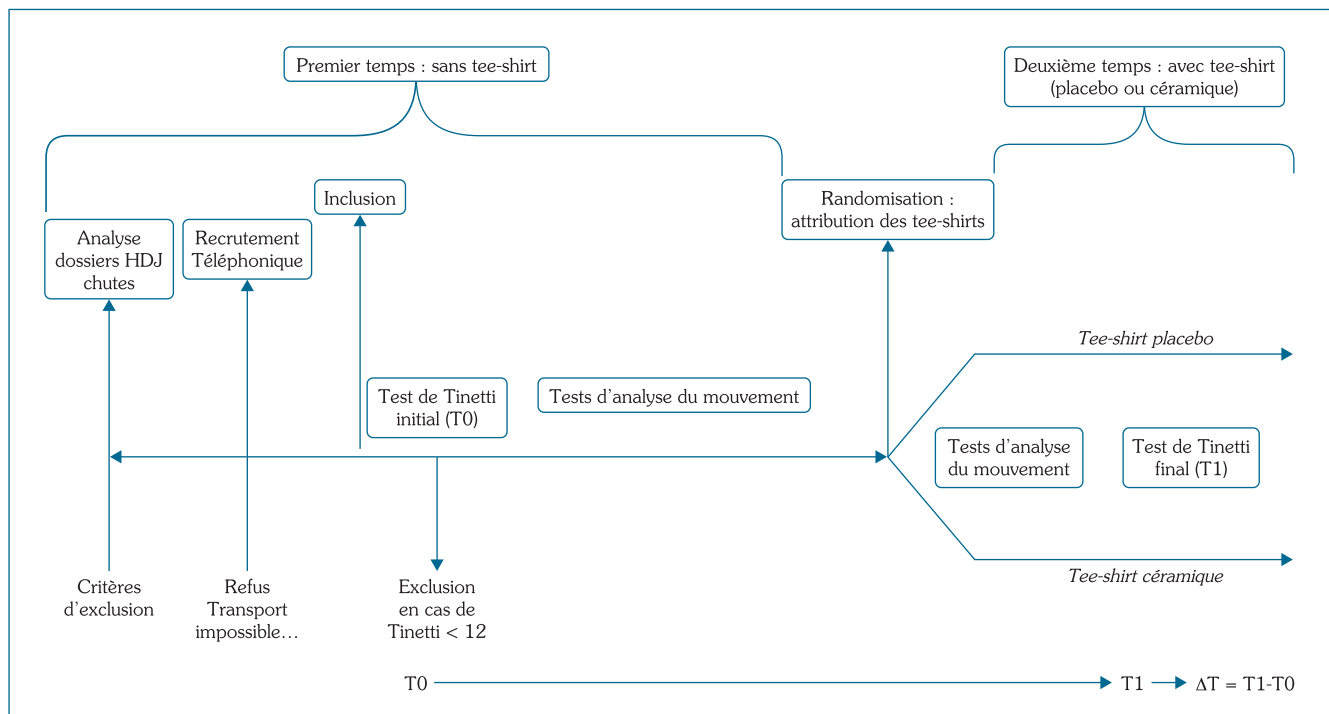 Premier temps : sans tee-shirt
Deuxième temps : avec tee-shirt
(placebo ou céramique)
Inclusion
Randomisation :
attribution des tee-shirts
Analyse
dossiers HDJ
chutes
Recrutement
Téléphonique
Tee-shirt placebo
Test de Tinetti
initial (T0)
Tests d’analyse du mouvement
Tests d’analyse
du mouvement
Test de Tinetti
final (T1)
Tee-shirt céramique
Critères
d’exclusion
Refus
Transport
impossible…
Exclusion
en cas de
Tinetti < 12
T0
T1
ΔT = T1-T0